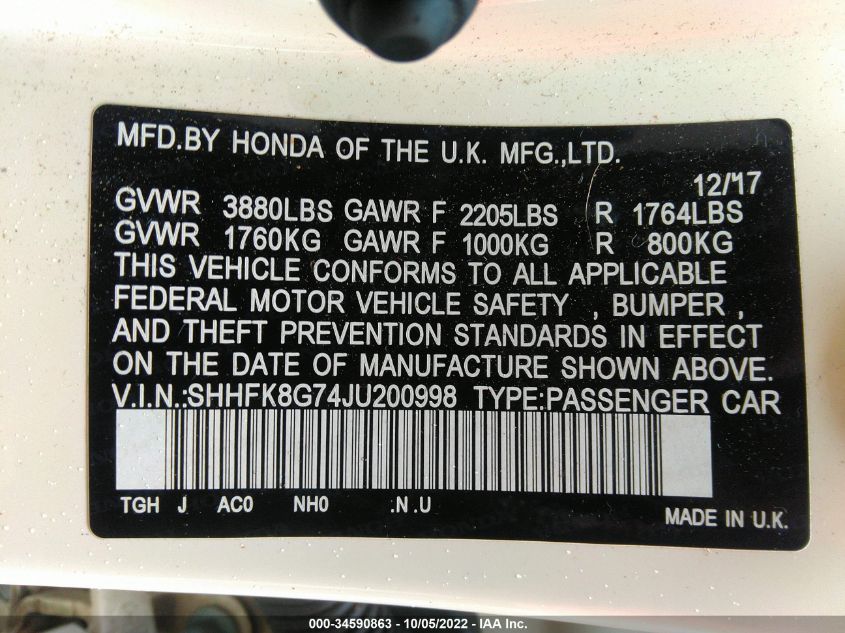 MFD.BY HONDA OF THE U.K. MFG.,LTD.
12/17
GVWR 3880LBS GAWR F 2205LBS R 1764LBS
GVWR 1760KG GAWR F 1000KG R 800KG
THIS VEHICLE CONFORMS TO ALL APPLICABLE
FEDERAL MOTOR VEHICLE SAFETY , BUMPER ,
AND THEFT PREVENTION STANDARDS IN EFFECT
ON THE DATE OF MANUFACTURE SHOWN ABOVE.
V.I.N.:SHHFK8G74JU200998 TYPE:PASSENGER CAR
TGH J AC0 NH0 .N .U
MADE IN U.K.
000-34590863 - 10/05/2022 - IAA Inc.